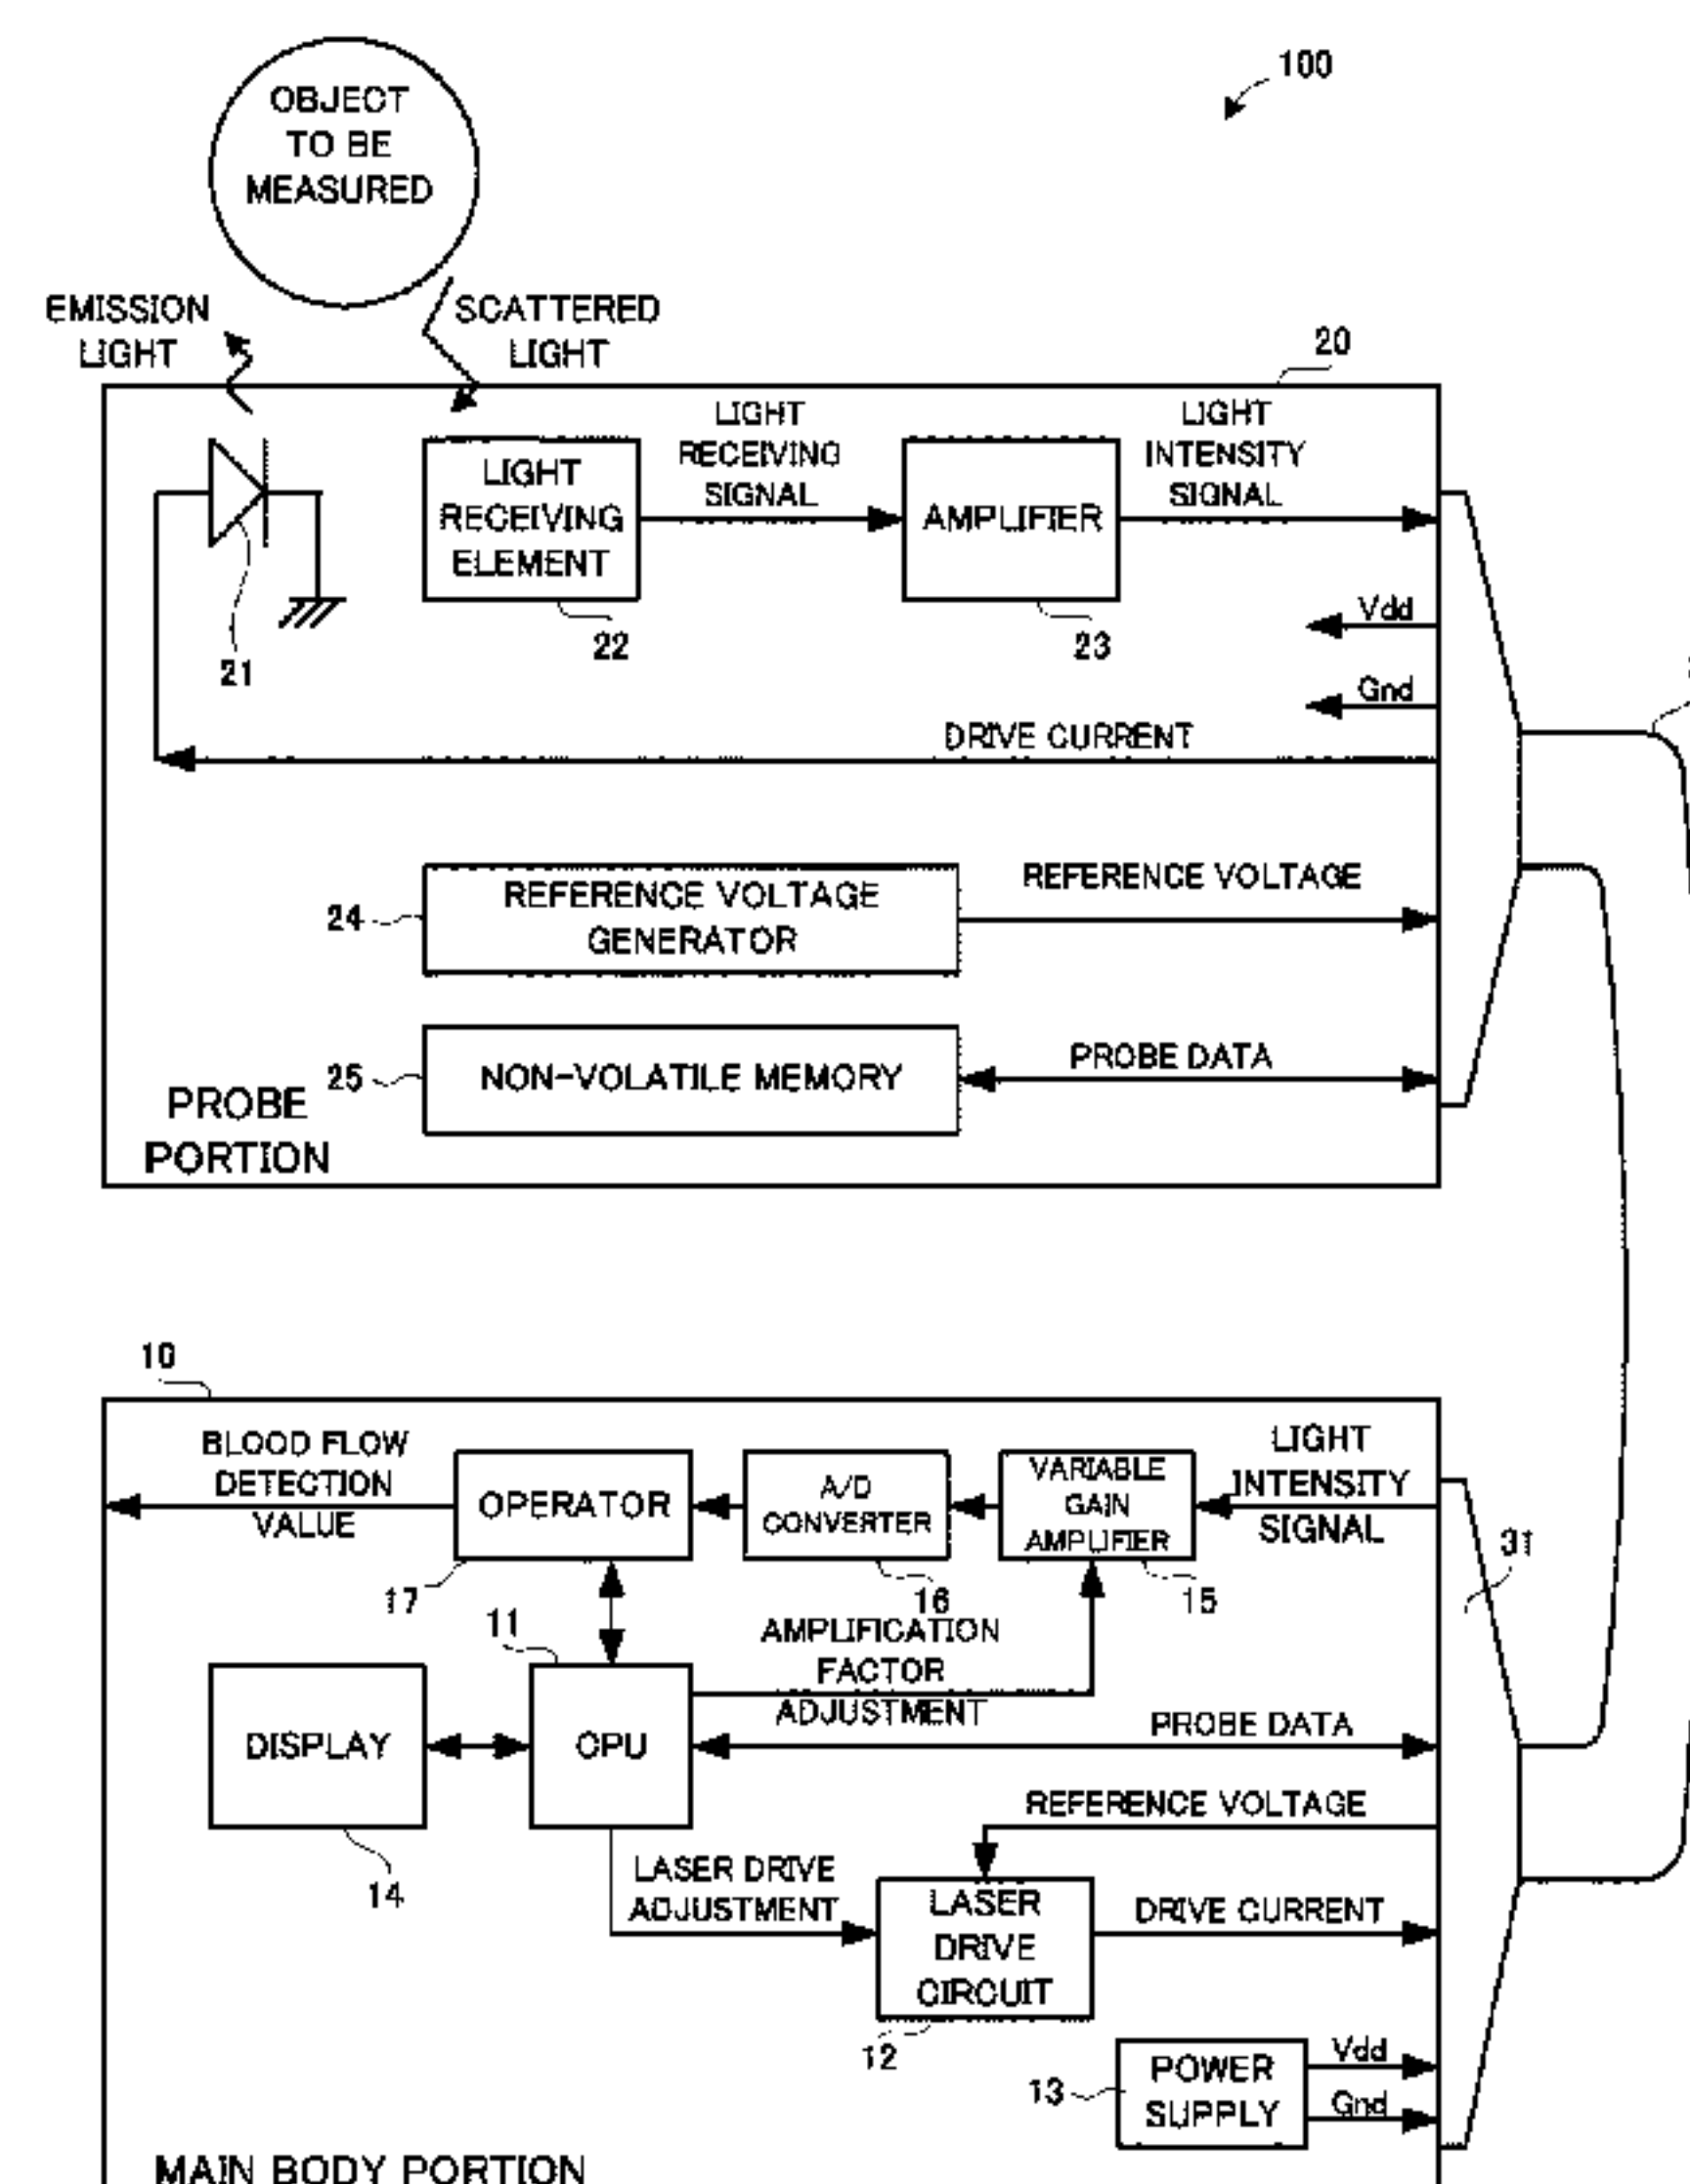 100
OBJECT
TO BE
MEASURED
EMISSION
LIGHT
SCATTERED
LIGHT
20
LIGHT
RECEIVING
SIGNAL
LIGHT
INTENSITY
SIGNAL
LIGHT
RECEIVING
ELEMENT
AMPLIFIER
21
22
23
Vdd
Gnd
DRIVE CURRENT
24
REFERENCE VOLTAGE
GENERATOR
REFERENCE VOLTAGE
25
NON-VOLATILE MEMORY
PROBE DATA
PROBE
PORTION
10
BLOOD FLOW
DETECTION
VALUE
OPERATOR
A/D
CONVERTER
VARIABLE
GAIN
AMPLIFIER
LIGHT
INTENSITY
SIGNAL
31
17
16
15
11
AMPLIFICATION
FACTOR
ADJUSTMENT
DISPLAY
CPU
PROBE DATA
14
REFERENCE VOLTAGE
LASER DRIVE
ADJUSTMENT
LASER
DRIVE
CIRCUIT
DRIVE CURRENT
12
13
POWER
SUPPLY
Vdd
Gnd
MAIN BODY PORTION